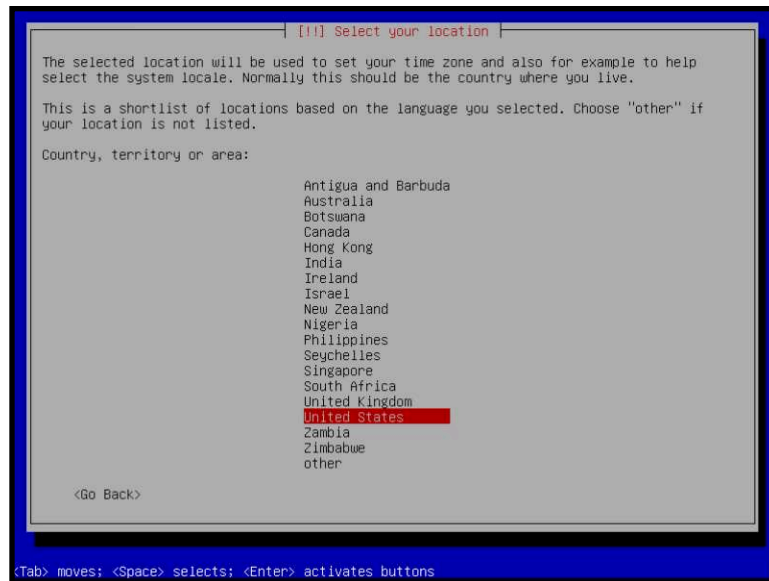 [!!] Select your location
The selected location will be used to set your time zone and also for example to help
select the system locale. Normally this should be the country where you live.
This is a shortlist of locations based on the language you selected. Choose "other" if
your location is not listed.
Country, territory or area:
Antigua and Barbuda
Australia
Botswana
Canada
Hong Kong
India
Ireland
Israel
New Zealand
Nigeria
Philippines
Seychelles
Singapore
South Africa
United Kingdom
United States
Zambia
Zimbabwe
other
<Go Back>
<Tab> moves; <Space> selects; <Enter> activates buttons